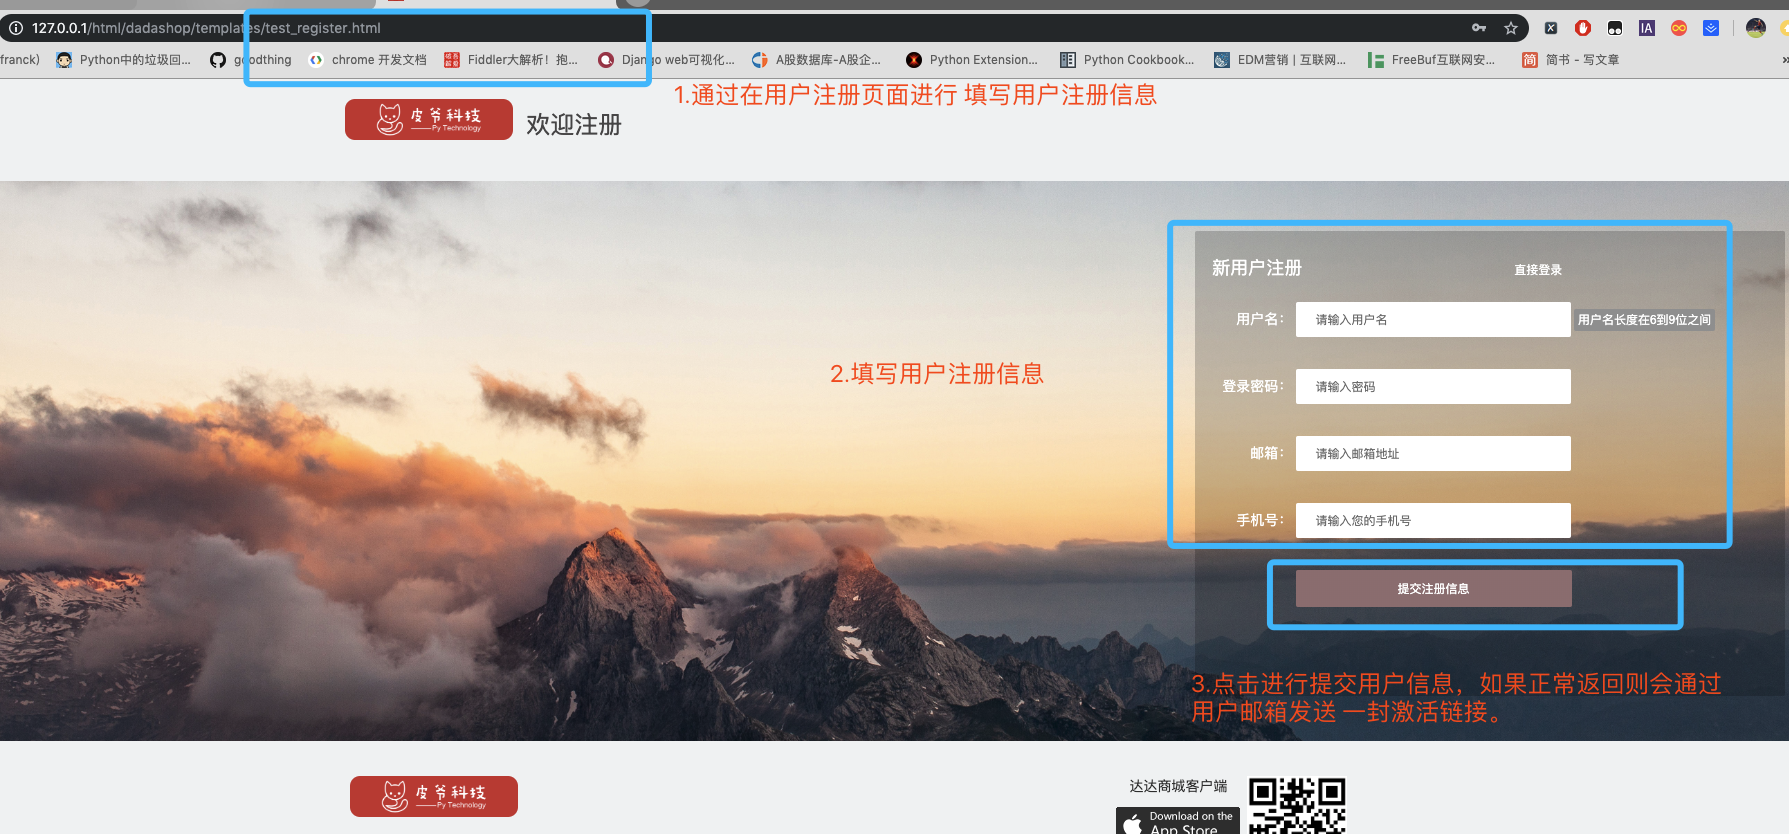 127.0.0.1/html/dadashop/templates/test_register.html
franck)
Python中的垃圾回...
goodthing
chrome 开发文档
Fiddler大解析！抱...
Django web可视化...
A股数据库-A股企...
Python Extension...
Python Cookbook...
EDM营销 | 互联网...
FreeBuf互联网安...
简书 - 写文章
1.通过在用户注册页面进行 填写用户注册信息
皮爷科技
Py Technology
欢迎注册
新用户注册
直接登录
用户名：
请输入用户名
用户名长度在6到9位之间
2.填写用户注册信息
登录密码：
请输入密码
邮箱：
请输入邮箱地址
手机号：
请输入您的手机号
提交注册信息
3.点击进行提交用户信息，如果正常返回则会通过
用户邮箱发送 一封激活链接。
皮爷科技
Py Technology
达达商城客户端
Download on the
App Store